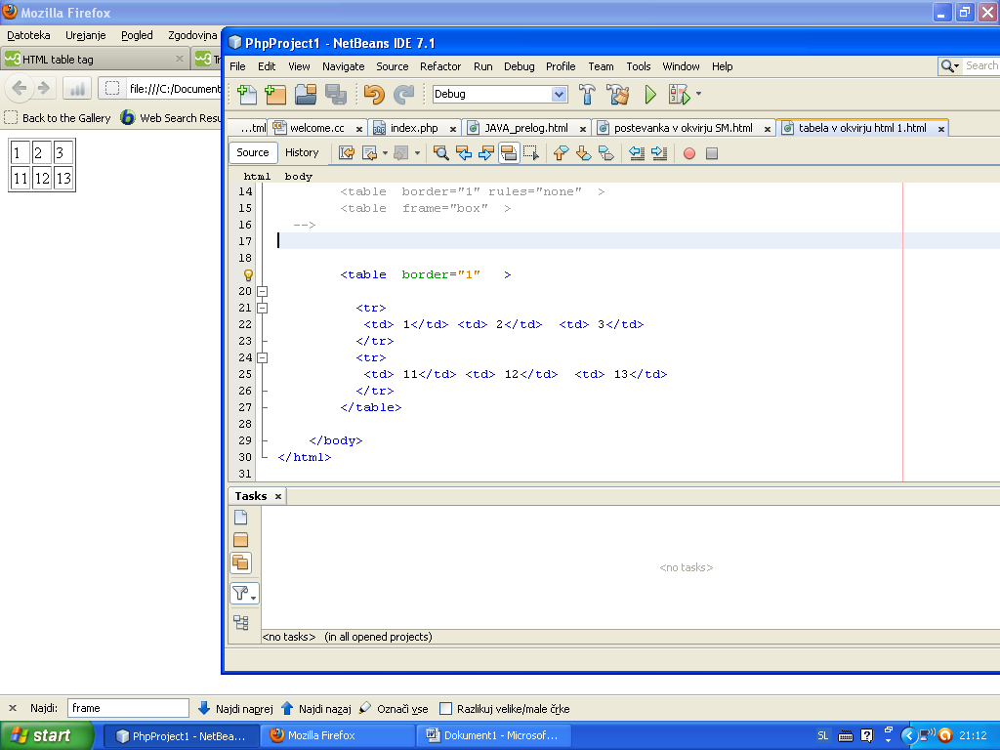 Mozilla Firefox
Datoteka Urejanje Pogled Zgodovina
HTML table tag
file:///C:/Document
Back to the Gallery Web Search Resu
1 2 3
11 12 13
PhpProject1 - NetBeans IDE 7.1
File Edit View Navigate Source Refactor Run Debug Profile Team Tools Window Help
Search
Debug
...tml welcome.cc index.php JAVA_prelog.html postevanka v okvirju SM.html tabela v okvirju html 1.html
Source History
html body
14 <table border="1" rules="none" >
15 <table frame="box" >
16 -->
17
18
<table border="1" >
20
21 <tr>
22 <td> 1</td> <td> 2</td> <td> 3</td>
23 </tr>
24 <tr>
25 <td> 11</td> <td> 12</td> <td> 13</td>
26 </tr>
27 </table>
28
29 </body>
30 </html>
31
Tasks
<no tasks>
<no tasks> (in all opened projects)
Najdi: frame Najdi naprej Najdi nazaj Označi vse Razlikuj velike/male črke
start PhpProject1 - NetBea... Mozilla Firefox Dokument1 - Microsof... SL 21:12